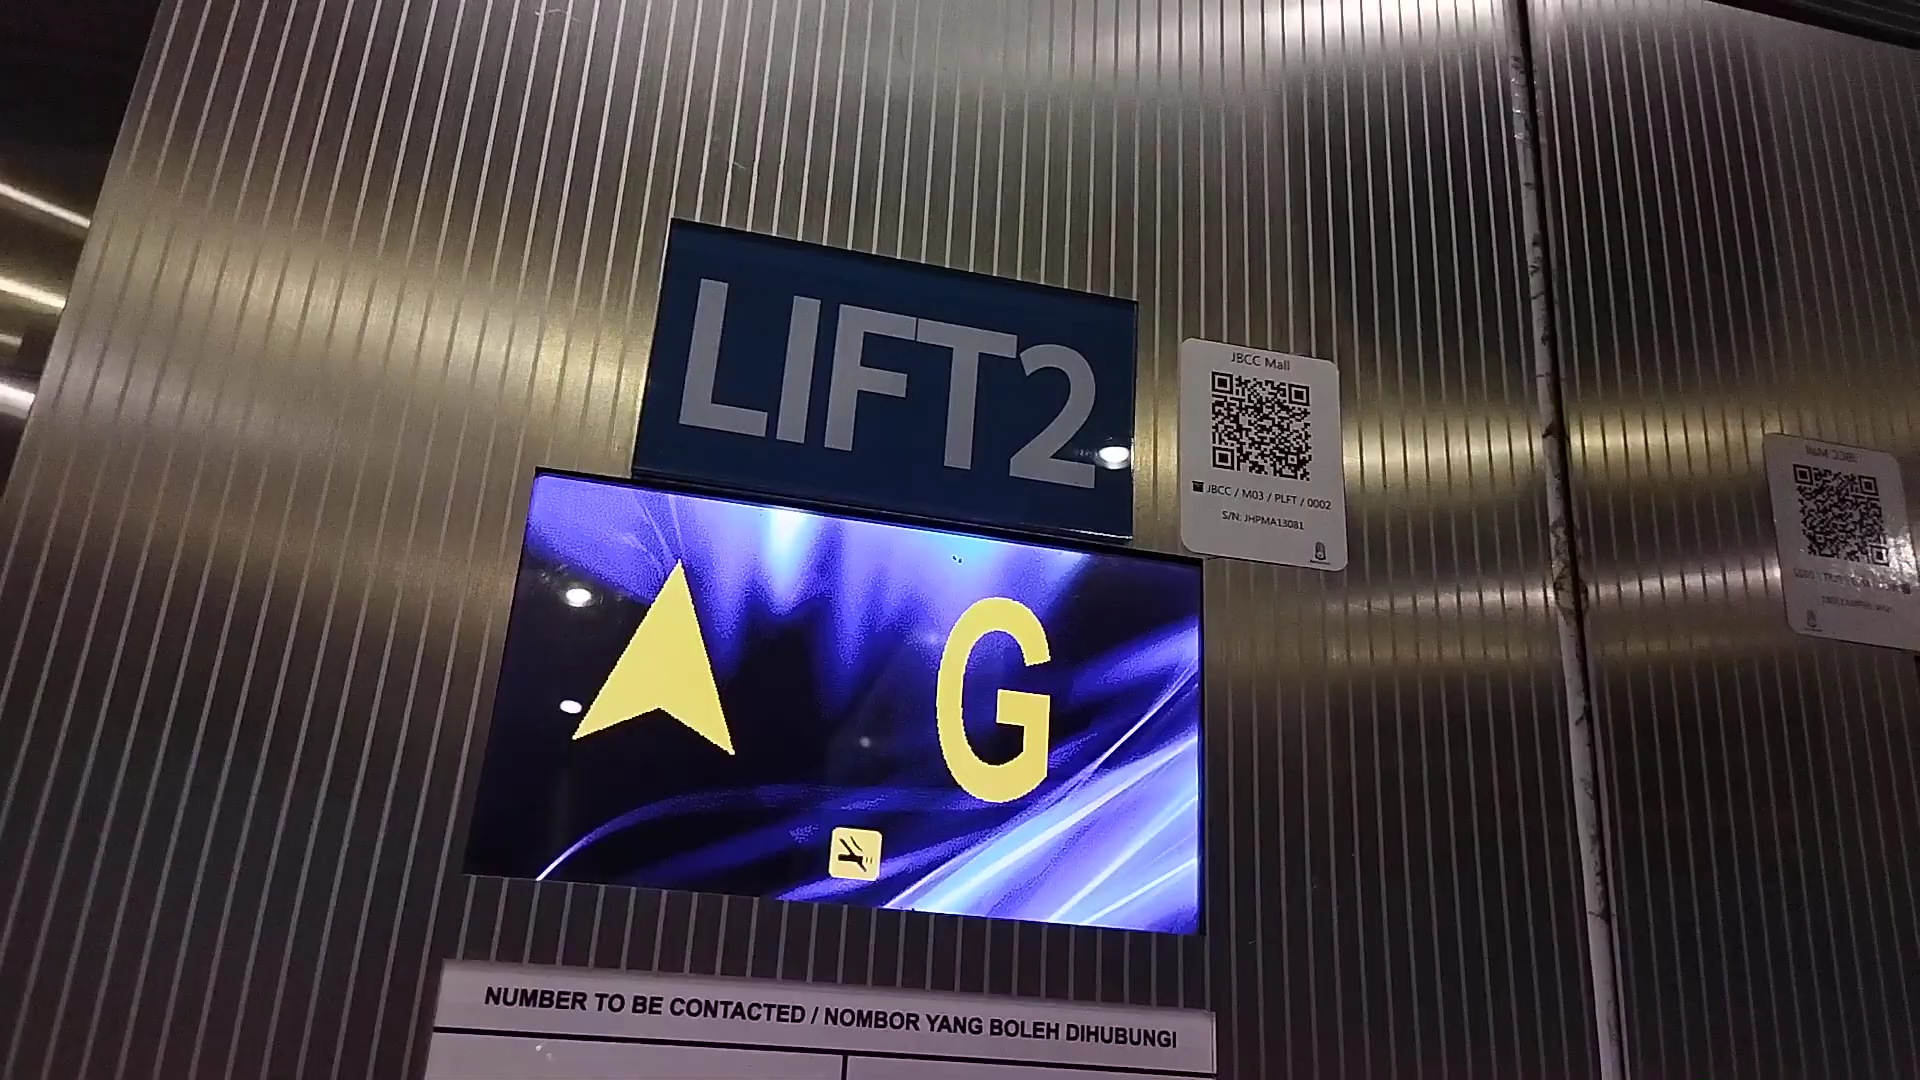 LIFT2
JBCC Mall
JBCC / M03 / PLFT / 0002
S/N: JHPMA13081
G
NUMBER TO BE CONTACTED / NOMBOR YANG BOLEH DIHUBUNGI